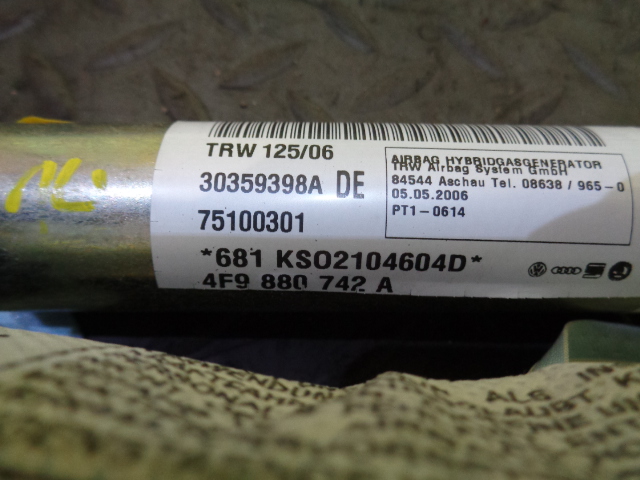 TRW 125/06
30359398A DE
75100301
*681 KSO2104604D*
4F9 880 742 A
AIRBAG HYBRIDGASGENERATOR
TRW Airbag System GmbH
84544 Aschau Tel. 08638 / 965-0
05.05.2006
PT1-0614
ALS